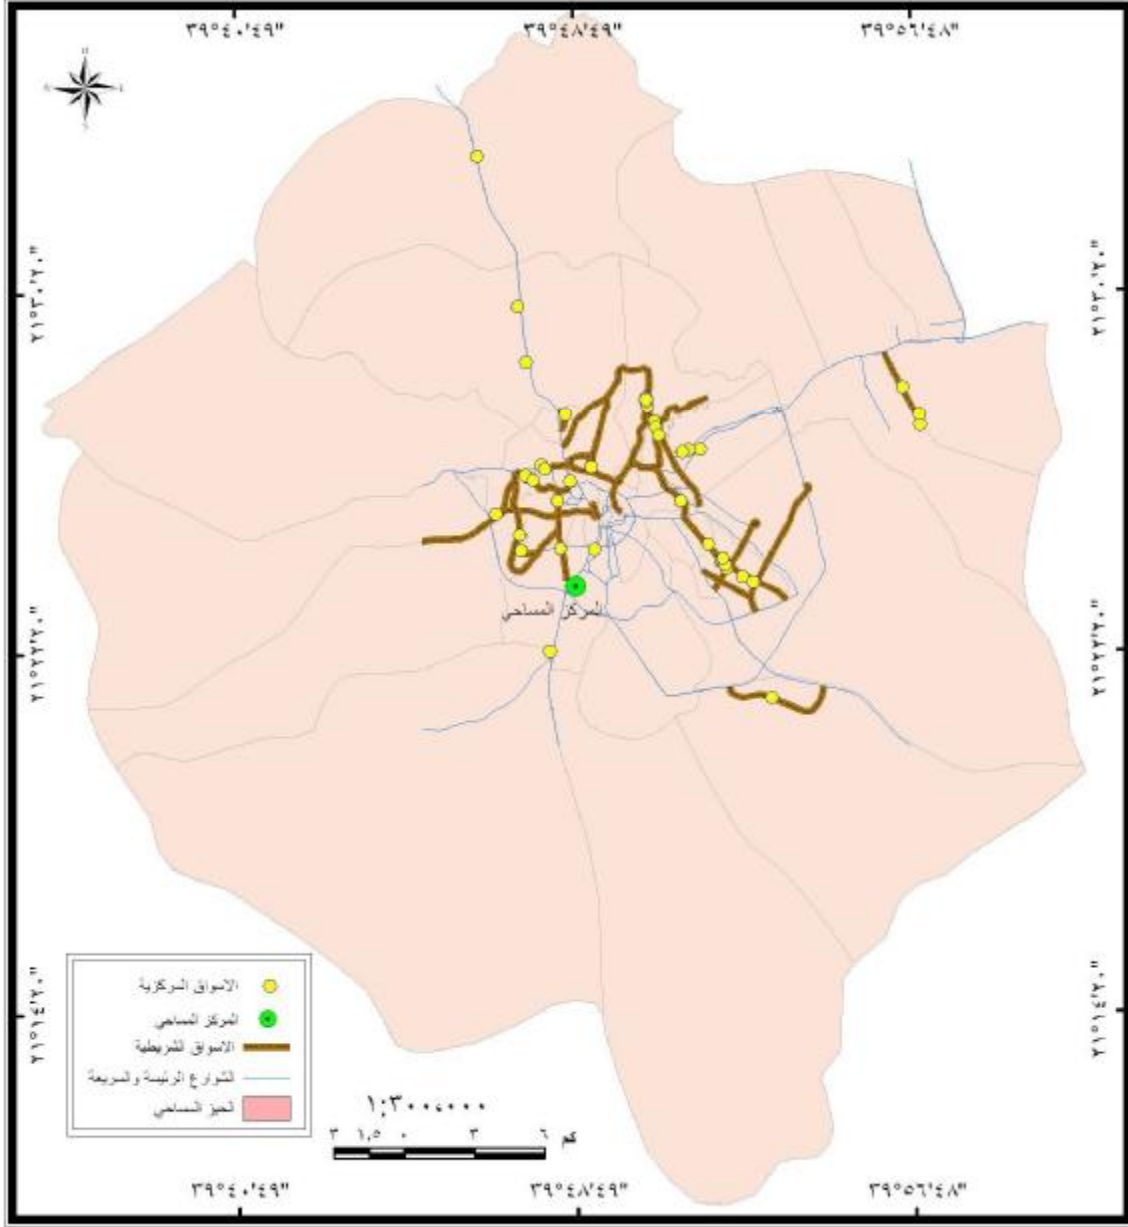 ٣٩°٤٠'٤٩" ٣٩°٤٨'٤٩" ٣٩°٥٦'٤٨"
N
W E
S
٢١°٣٠'٢٠" ٢١°٣٠'٢٠"
المركز المساحي
٢١°٢٢'٢٠" ٢١°٢٢'٢٠"
٢١°١٤'٢٠" ٢١°١٤'٢٠"
الاسواق المركزية
المركز المساحي
الاسواق الشريطية
الشوارع الرئيسة والسريعة
الحيز المساحي
١:٣٠٠،٠٠٠
٣ ١،٥ ٠ ٣ ٦ كم
٣٩°٤٠'٤٩" ٣٩°٤٨'٤٩" ٣٩°٥٦'٤٨"